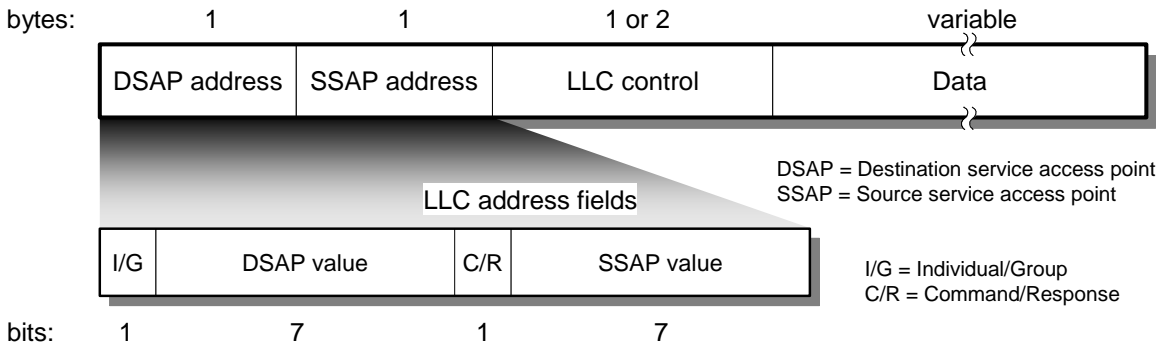 bytes: 1 1 1 or 2 variable
DSAP address SSAP address LLC control Data
DSAP = Destination service access point
SSAP = Source service access point
LLC address fields
I/G DSAP value C/R SSAP value
I/G = Individual/Group
C/R = Command/Response
bits: 1 7 1 7